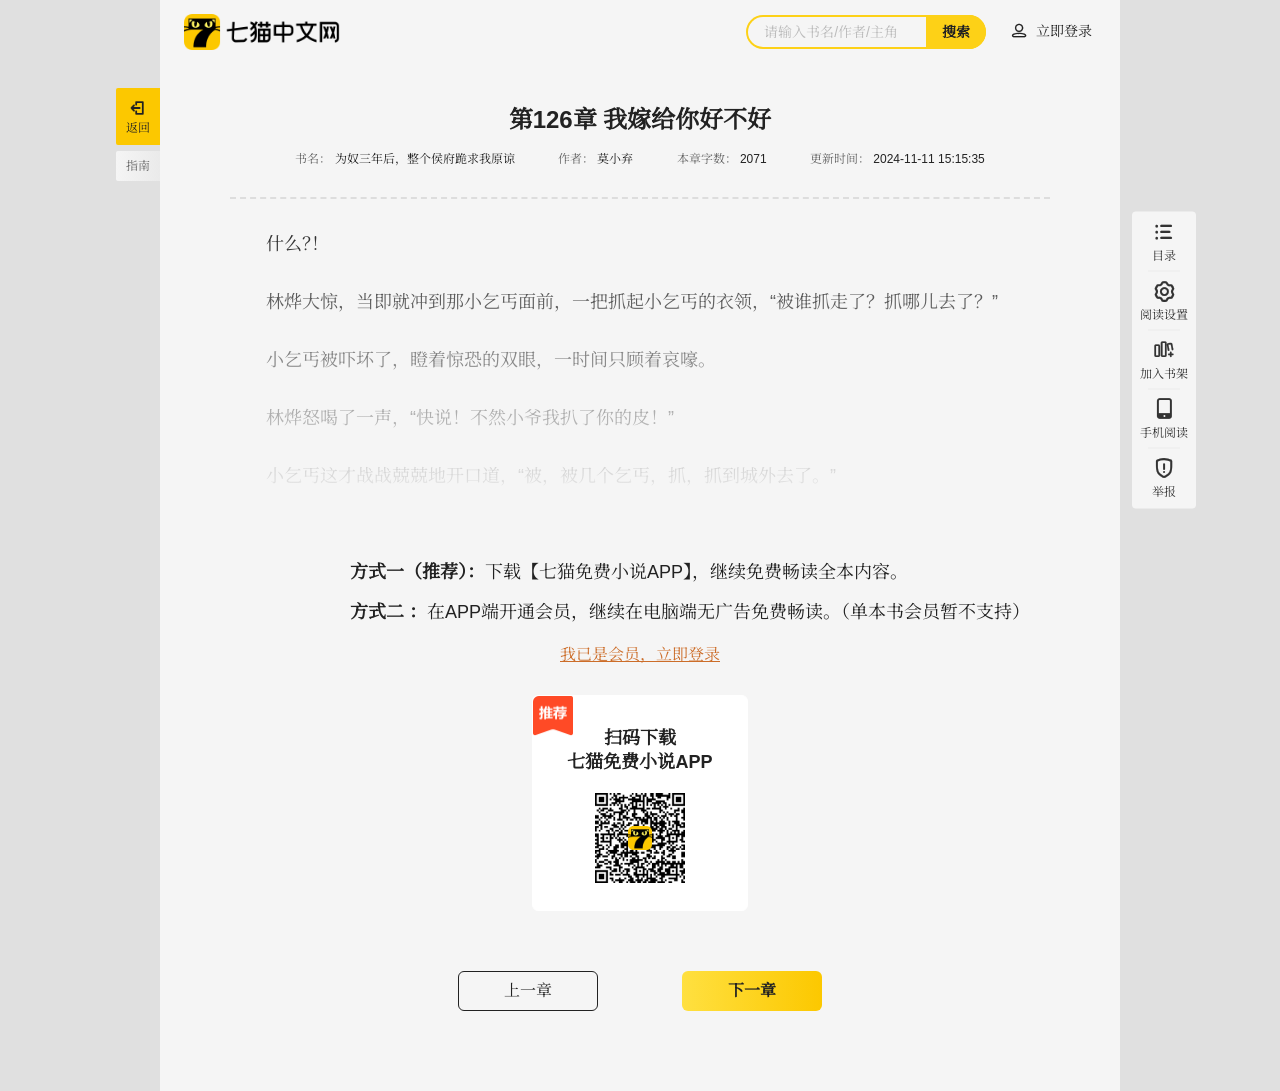 七猫中文网
请输入书名/作者/主角
搜索
立即登录
返回
指南
第126章 我嫁给你好不好
书名： 为奴三年后，整个侯府跪求我原谅 作者： 莫小弃 本章字数： 2071 更新时间： 2024-11-11 15:15:35
什么？！
林烨大惊，当即就冲到那小乞丐面前，一把抓起小乞丐的衣领，“被谁抓走了？抓哪儿去了？”
小乞丐被吓坏了，瞪着惊恐的双眼，一时间只顾着哀嚎。
林烨怒喝了一声，“快说！不然小爷我扒了你的皮！”
小乞丐这才战战兢兢地开口道，“被，被几个乞丐，抓，抓到城外去了。”
目录
阅读设置
加入书架
手机阅读
举报
方式一（推荐）：下载【七猫免费小说APP】，继续免费畅读全本内容。
方式二 ：在APP端开通会员，继续在电脑端无广告免费畅读。（单本书会员暂不支持）
我已是会员，立即登录
推荐
扫码下载
七猫免费小说APP
上一章
下一章